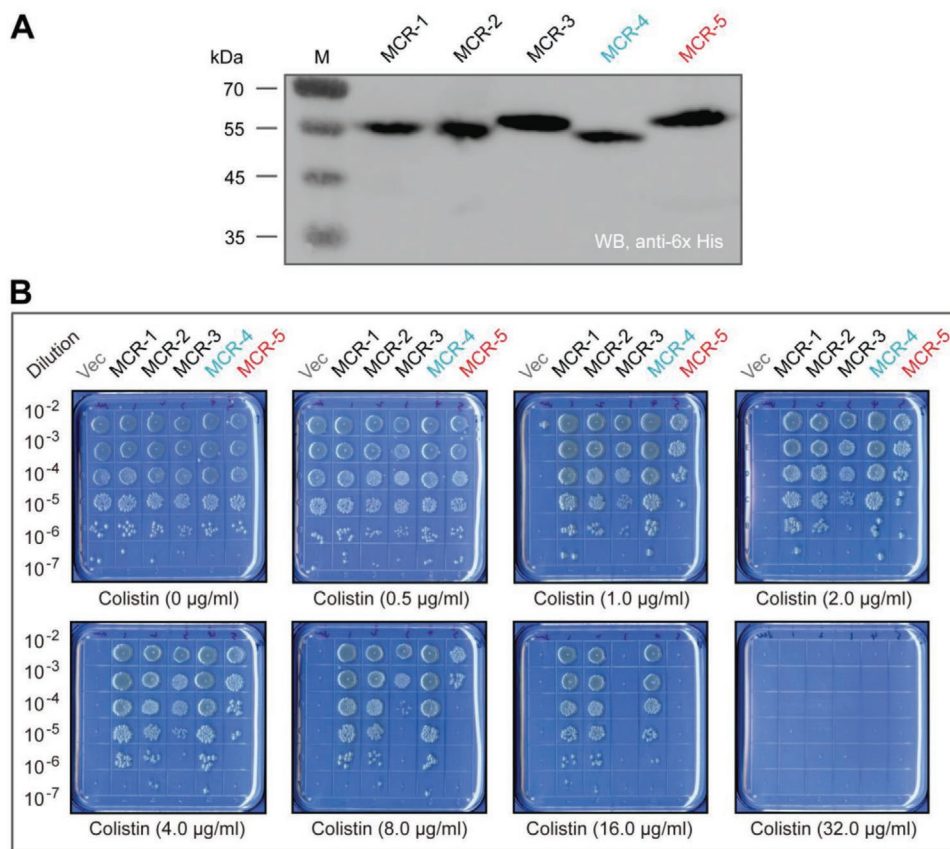 A
kDa M MCR-1 MCR-2 MCR-3 MCR-4 MCR-5
70
55
45
35
WB, anti-6x His
B
Dilution Vec MCR-1 MCR-2 MCR-3 MCR-4 MCR-5 Vec MCR-1 MCR-2 MCR-3 MCR-4 MCR-5 Vec MCR-1 MCR-2 MCR-3 MCR-4 MCR-5 Vec MCR-1 MCR-2 MCR-3 MCR-4 MCR-5
10-2
10-3
10-4
10-5
10-6
10-7
Colistin (0 µg/ml) Colistin (0.5 µg/ml) Colistin (1.0 µg/ml) Colistin (2.0 µg/ml)
10-2
10-3
10-4
10-5
10-6
10-7
Colistin (4.0 µg/ml) Colistin (8.0 µg/ml) Colistin (16.0 µg/ml) Colistin (32.0 µg/ml)